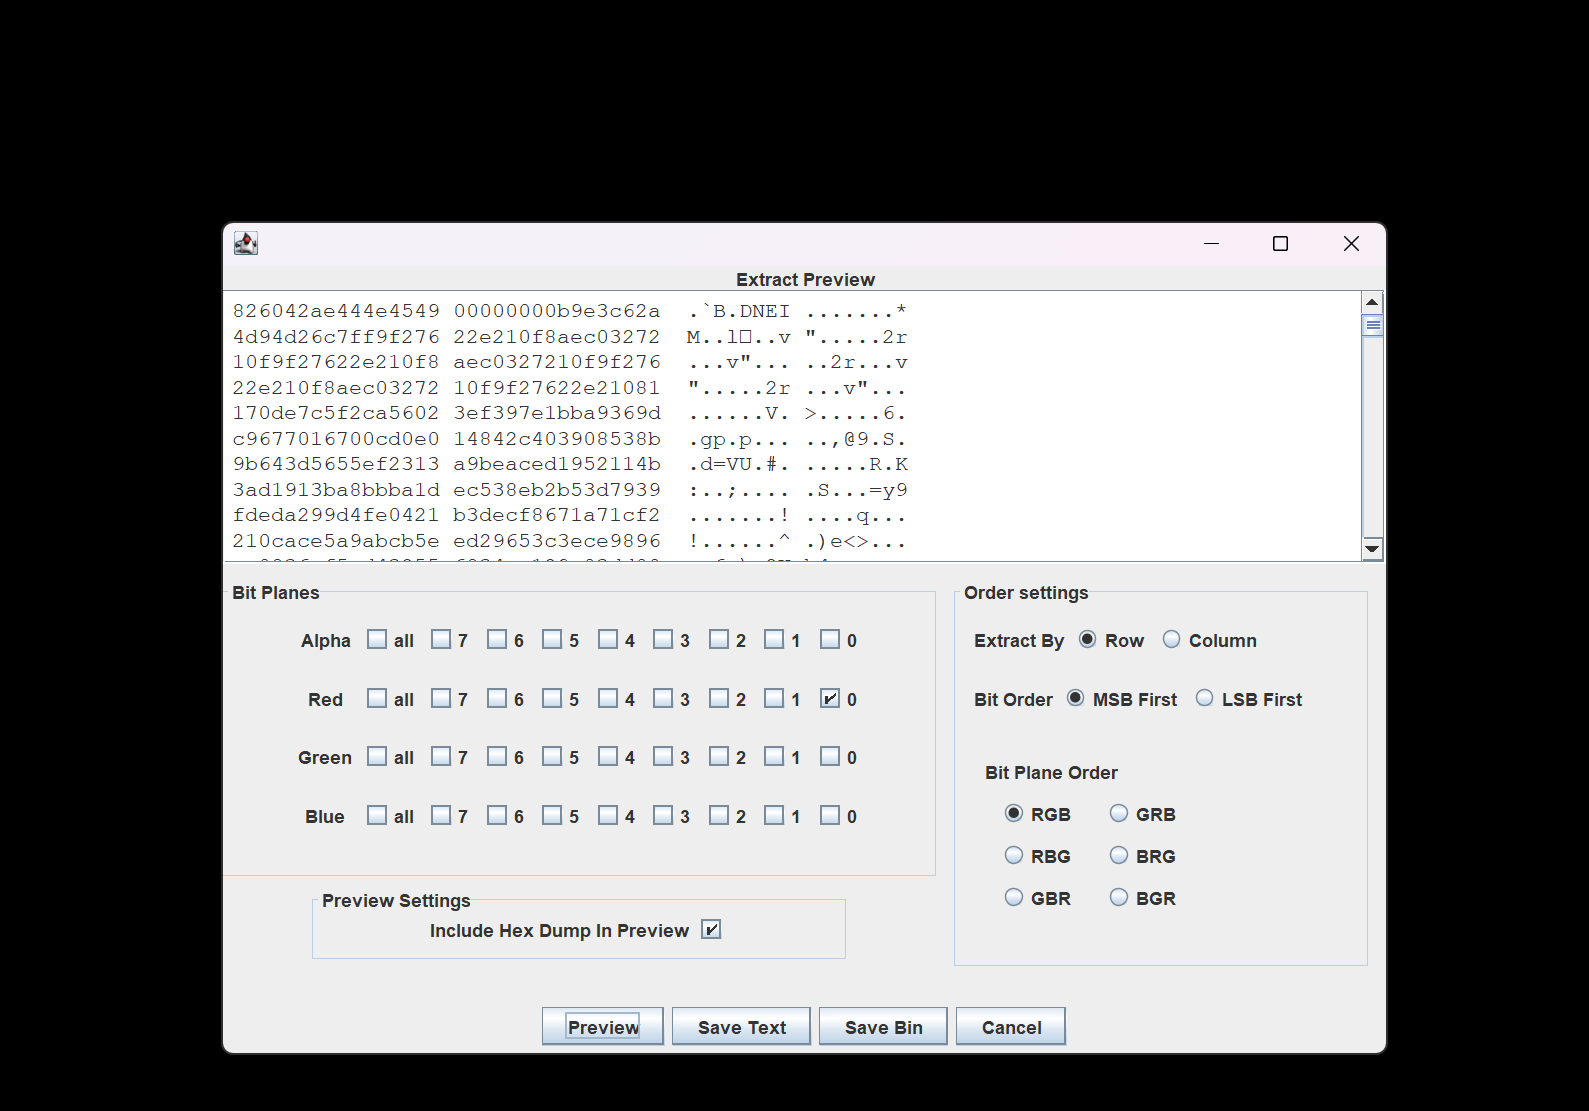 Extract Preview
826042ae444e4549 00000000b9e3c62a .`B.DNEI .......*
4d94d26c7ff9f276 22e210f8aec03272 M..l□..v ".....2r
10f9f27622e210f8 aec0327210f9f276 ...v"... ..2r...v
22e210f8aec03272 10f9f27622e21081 ".....2r ...v"...
170de7c5f2ca5602 3ef397e1bba9369d ......V. >.....6.
c9677016700cd0e0 14842c403908538b .gp.p... ..,@9.S.
9b643d5655ef2313 a9beaced1952114b .d=VU.#. .....R.K
3ad1913ba8bbba1d ec538eb2b53d7939 :..;.... .S...=y9
fdeda299d4fe0421 b3decf8671a71cf2 .......! ....q...
210cace5a9abcb5e ed29653c3ece9896 !......^ .)e<>...
Bit Planes
Alpha all 7 6 5 4 3 2 1 0
Red all 7 6 5 4 3 2 1 0
Green all 7 6 5 4 3 2 1 0
Blue all 7 6 5 4 3 2 1 0
Preview Settings
Include Hex Dump In Preview
Order settings
Extract By Row Column
Bit Order MSB First LSB First
Bit Plane Order
RGB GRB
RBG BRG
GBR BGR
Preview Save Text Save Bin Cancel